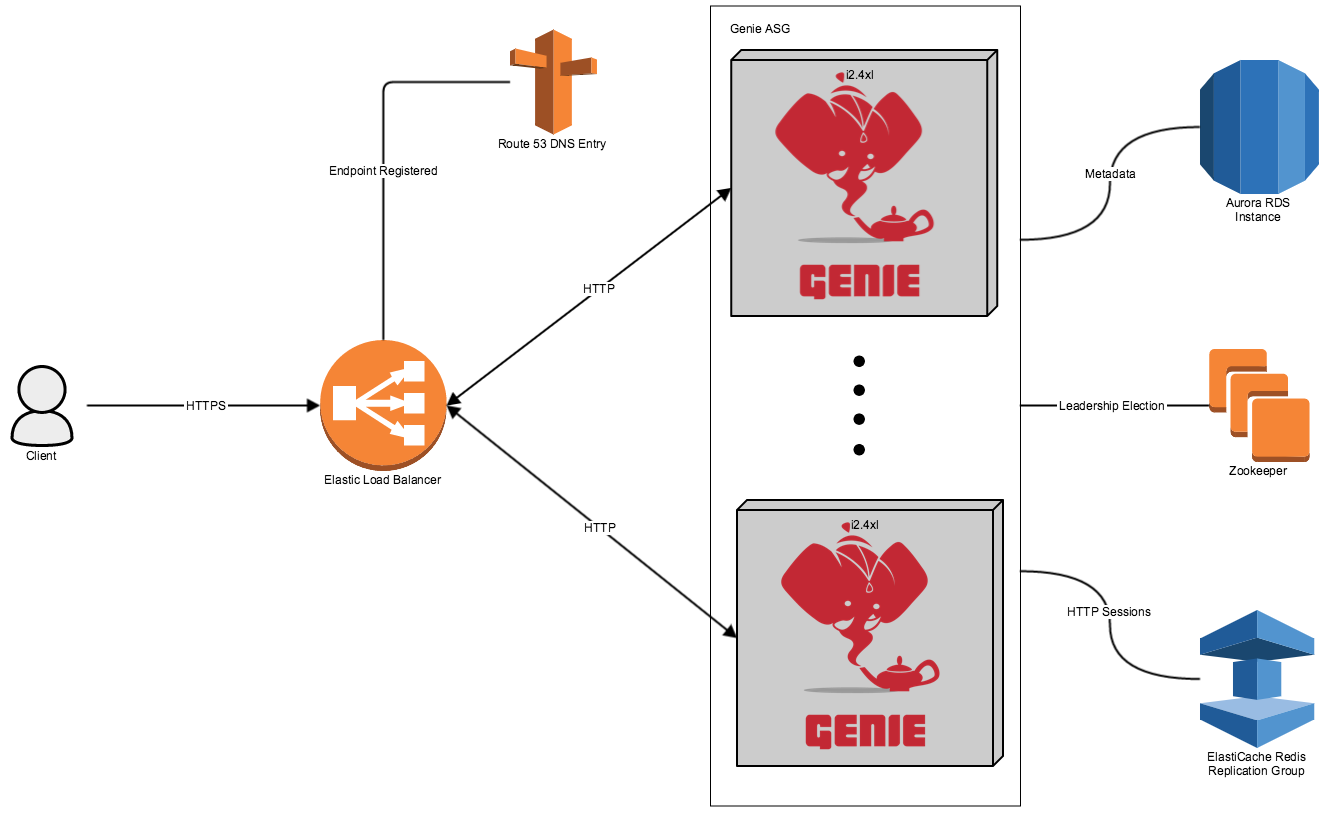 Genie ASG
i2.4xl
GENIE
Route 53 DNS Entry
Endpoint Registered
Metadata
Aurora RDS
Instance
HTTP
HTTPS
Client
Elastic Load Balancer
Leadership Election
Zookeeper
HTTP
i2.4xl
GENIE
HTTP Sessions
ElastiCache Redis
Replication Group